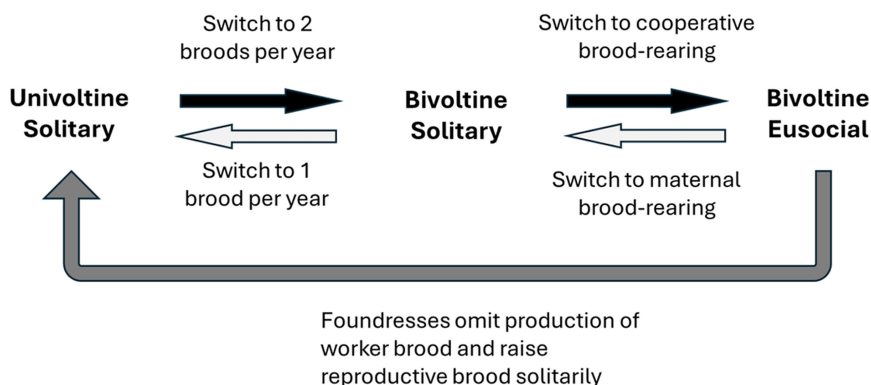 Switch to 2
broods per year
Switch to cooperative
brood-rearing
Univoltine
Solitary
Bivoltine
Solitary
Bivoltine
Eusocial
Switch to 1
brood per year
Switch to maternal
brood-rearing
Foundresses omit production of
worker brood and raise
reproductive brood solitarily